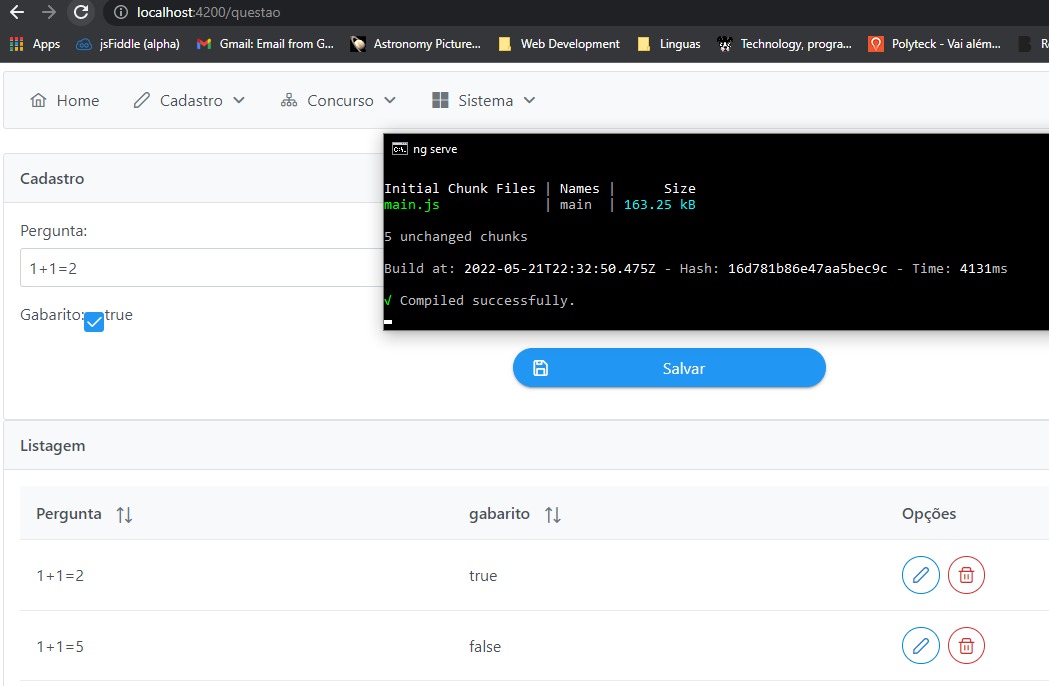 localhost:4200/questao
Apps jsFiddle (alpha) Gmail: Email from G... Astronomy Picture... Web Development Linguas Technology, progra... Polyteck - Vai além...
Home Cadastro Concurso Sistema
ng serve
Cadastro
Initial Chunk Files | Names | Size
main.js | main | 163.25 kB
Pergunta:
5 unchanged chunks
1+1=2
Build at: 2022-05-21T22:32:50.475Z - Hash: 16d781b86e47aa5bec9c - Time: 4131ms
√ Compiled successfully.
Gabarito: true
Salvar
Listagem
Pergunta gabarito Opções
1+1=2 true
1+1=5 false